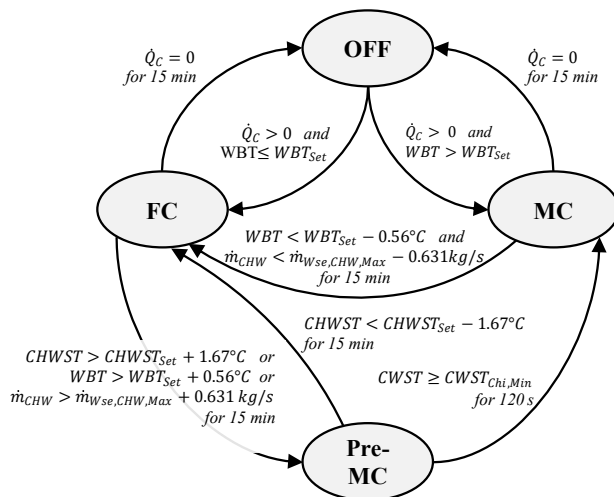 OFF
Q̇_C = 0
for 15 min
Q̇_C = 0
for 15 min
Q̇_C > 0 and
WBT≤ WBT_Set
Q̇_C > 0 and
WBT > WBT_Set
FC
MC
WBT < WBT_Set − 0.56°C and
ṁ_CHW < ṁ_Wse,CHW,Max − 0.631kg/s
for 15 min
CHWST < CHWST_Set − 1.67°C
for 15 min
CHWST > CHWST_Set + 1.67°C or
WBT > WBT_Set + 0.56°C or
ṁ_CHW > ṁ_Wse,CHW,Max + 0.631 kg/s
for 15 min
CWST ≥ CWST_Chi,Min
for 120 s
Pre-
MC